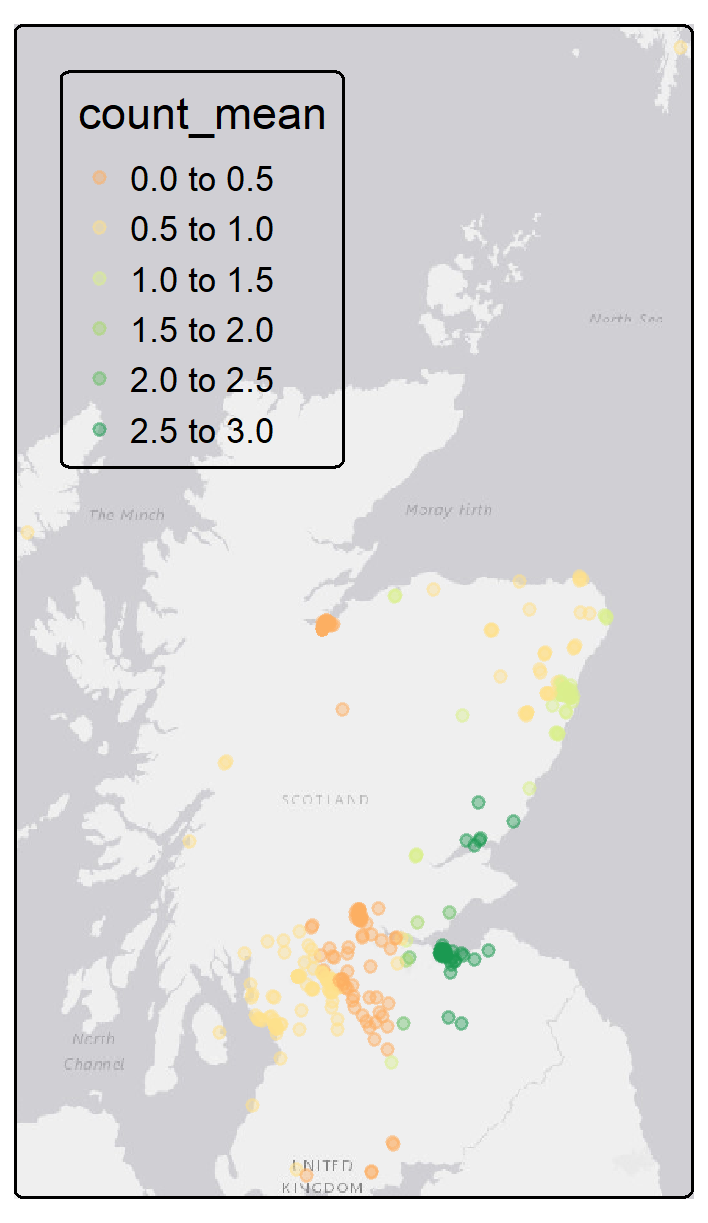 count_mean
0.0 to 0.5
0.5 to 1.0
1.0 to 1.5
1.5 to 2.0
2.0 to 2.5
2.5 to 3.0
North Sea
The Minch
Moray Firth
SCOTLAND
North
Channel
UNITED
KINGDOM